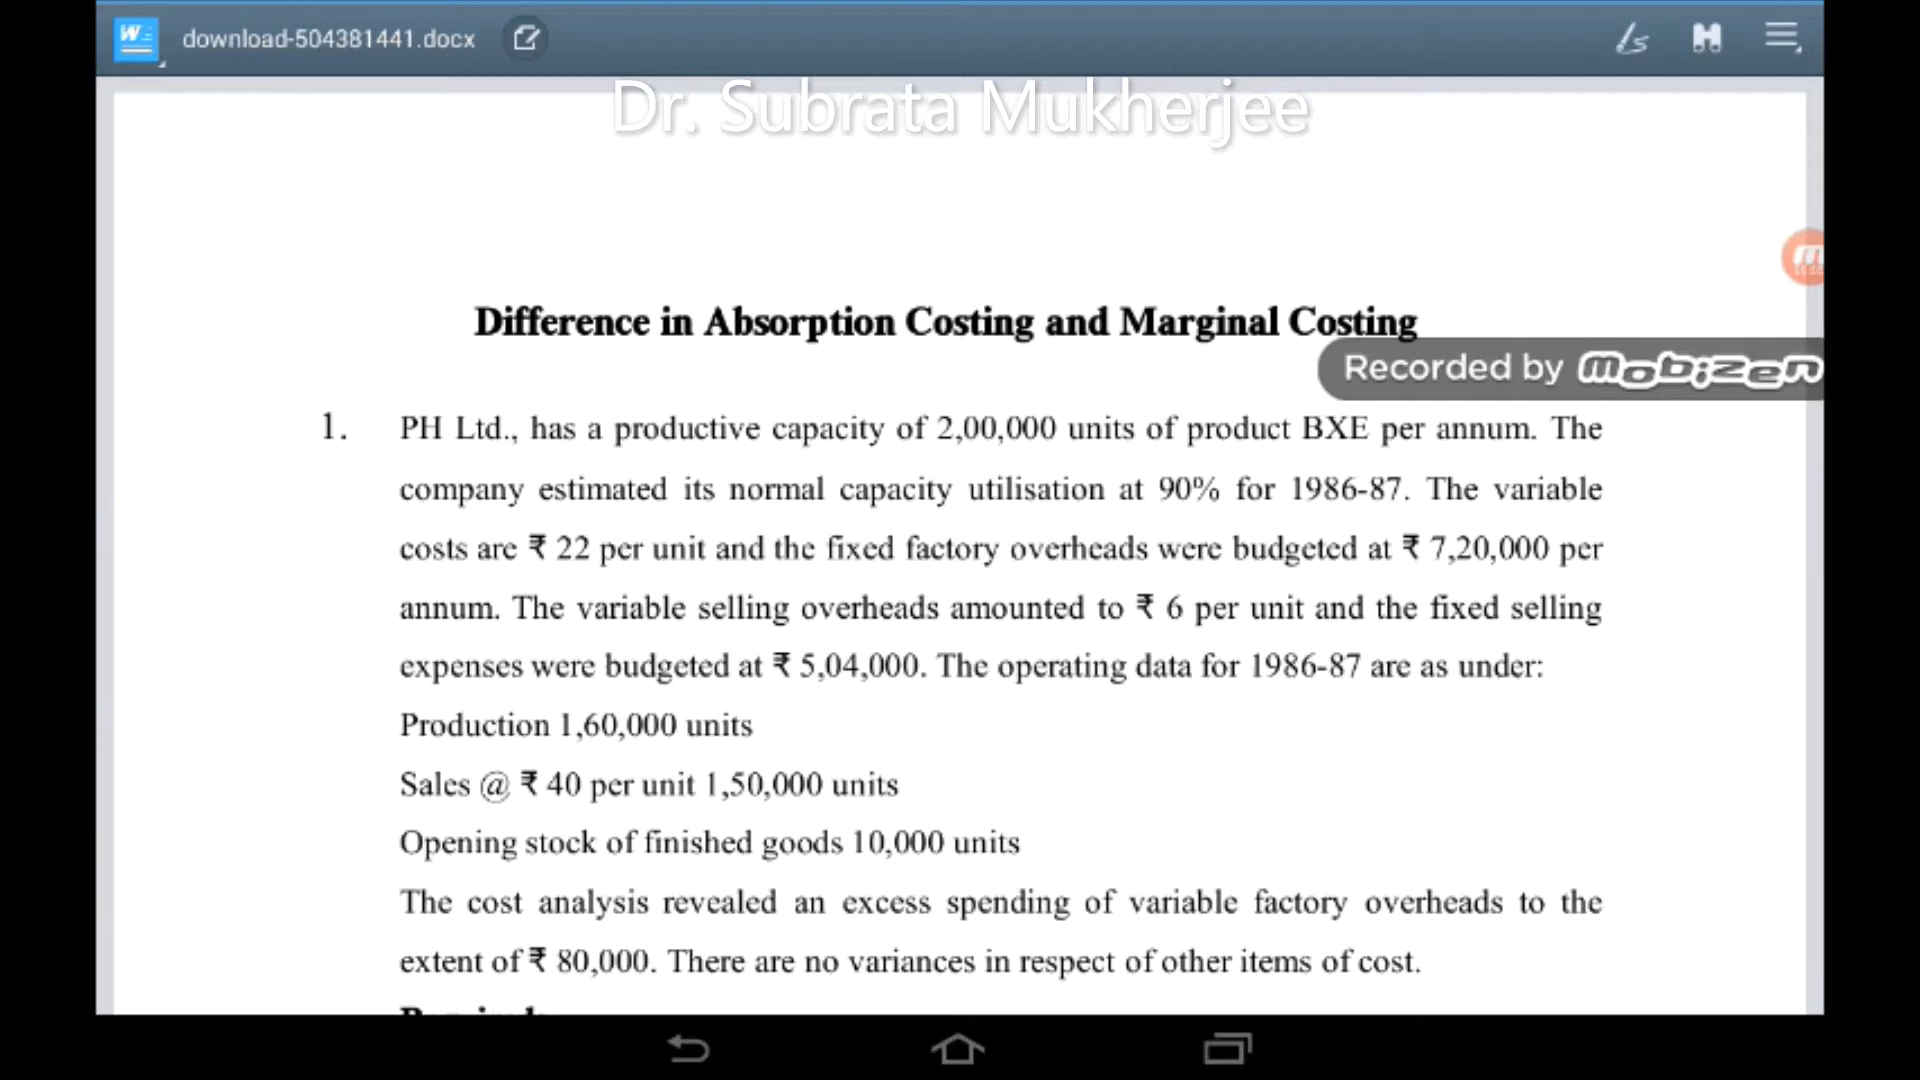 download-504381441.docx
Dr. Subrata Mukherjee
Difference in Absorption Costing and Marginal Costing
Recorded by mobizen
1. PH Ltd., has a productive capacity of 2,00,000 units of product BXE per annum. The
company estimated its normal capacity utilisation at 90% for 1986-87. The variable
costs are ₹ 22 per unit and the fixed factory overheads were budgeted at ₹ 7,20,000 per
annum. The variable selling overheads amounted to ₹ 6 per unit and the fixed selling
expenses were budgeted at ₹ 5,04,000. The operating data for 1986-87 are as under:
Production 1,60,000 units
Sales @ ₹ 40 per unit 1,50,000 units
Opening stock of finished goods 10,000 units
The cost analysis revealed an excess spending of variable factory overheads to the
extent of ₹ 80,000. There are no variances in respect of other items of cost.